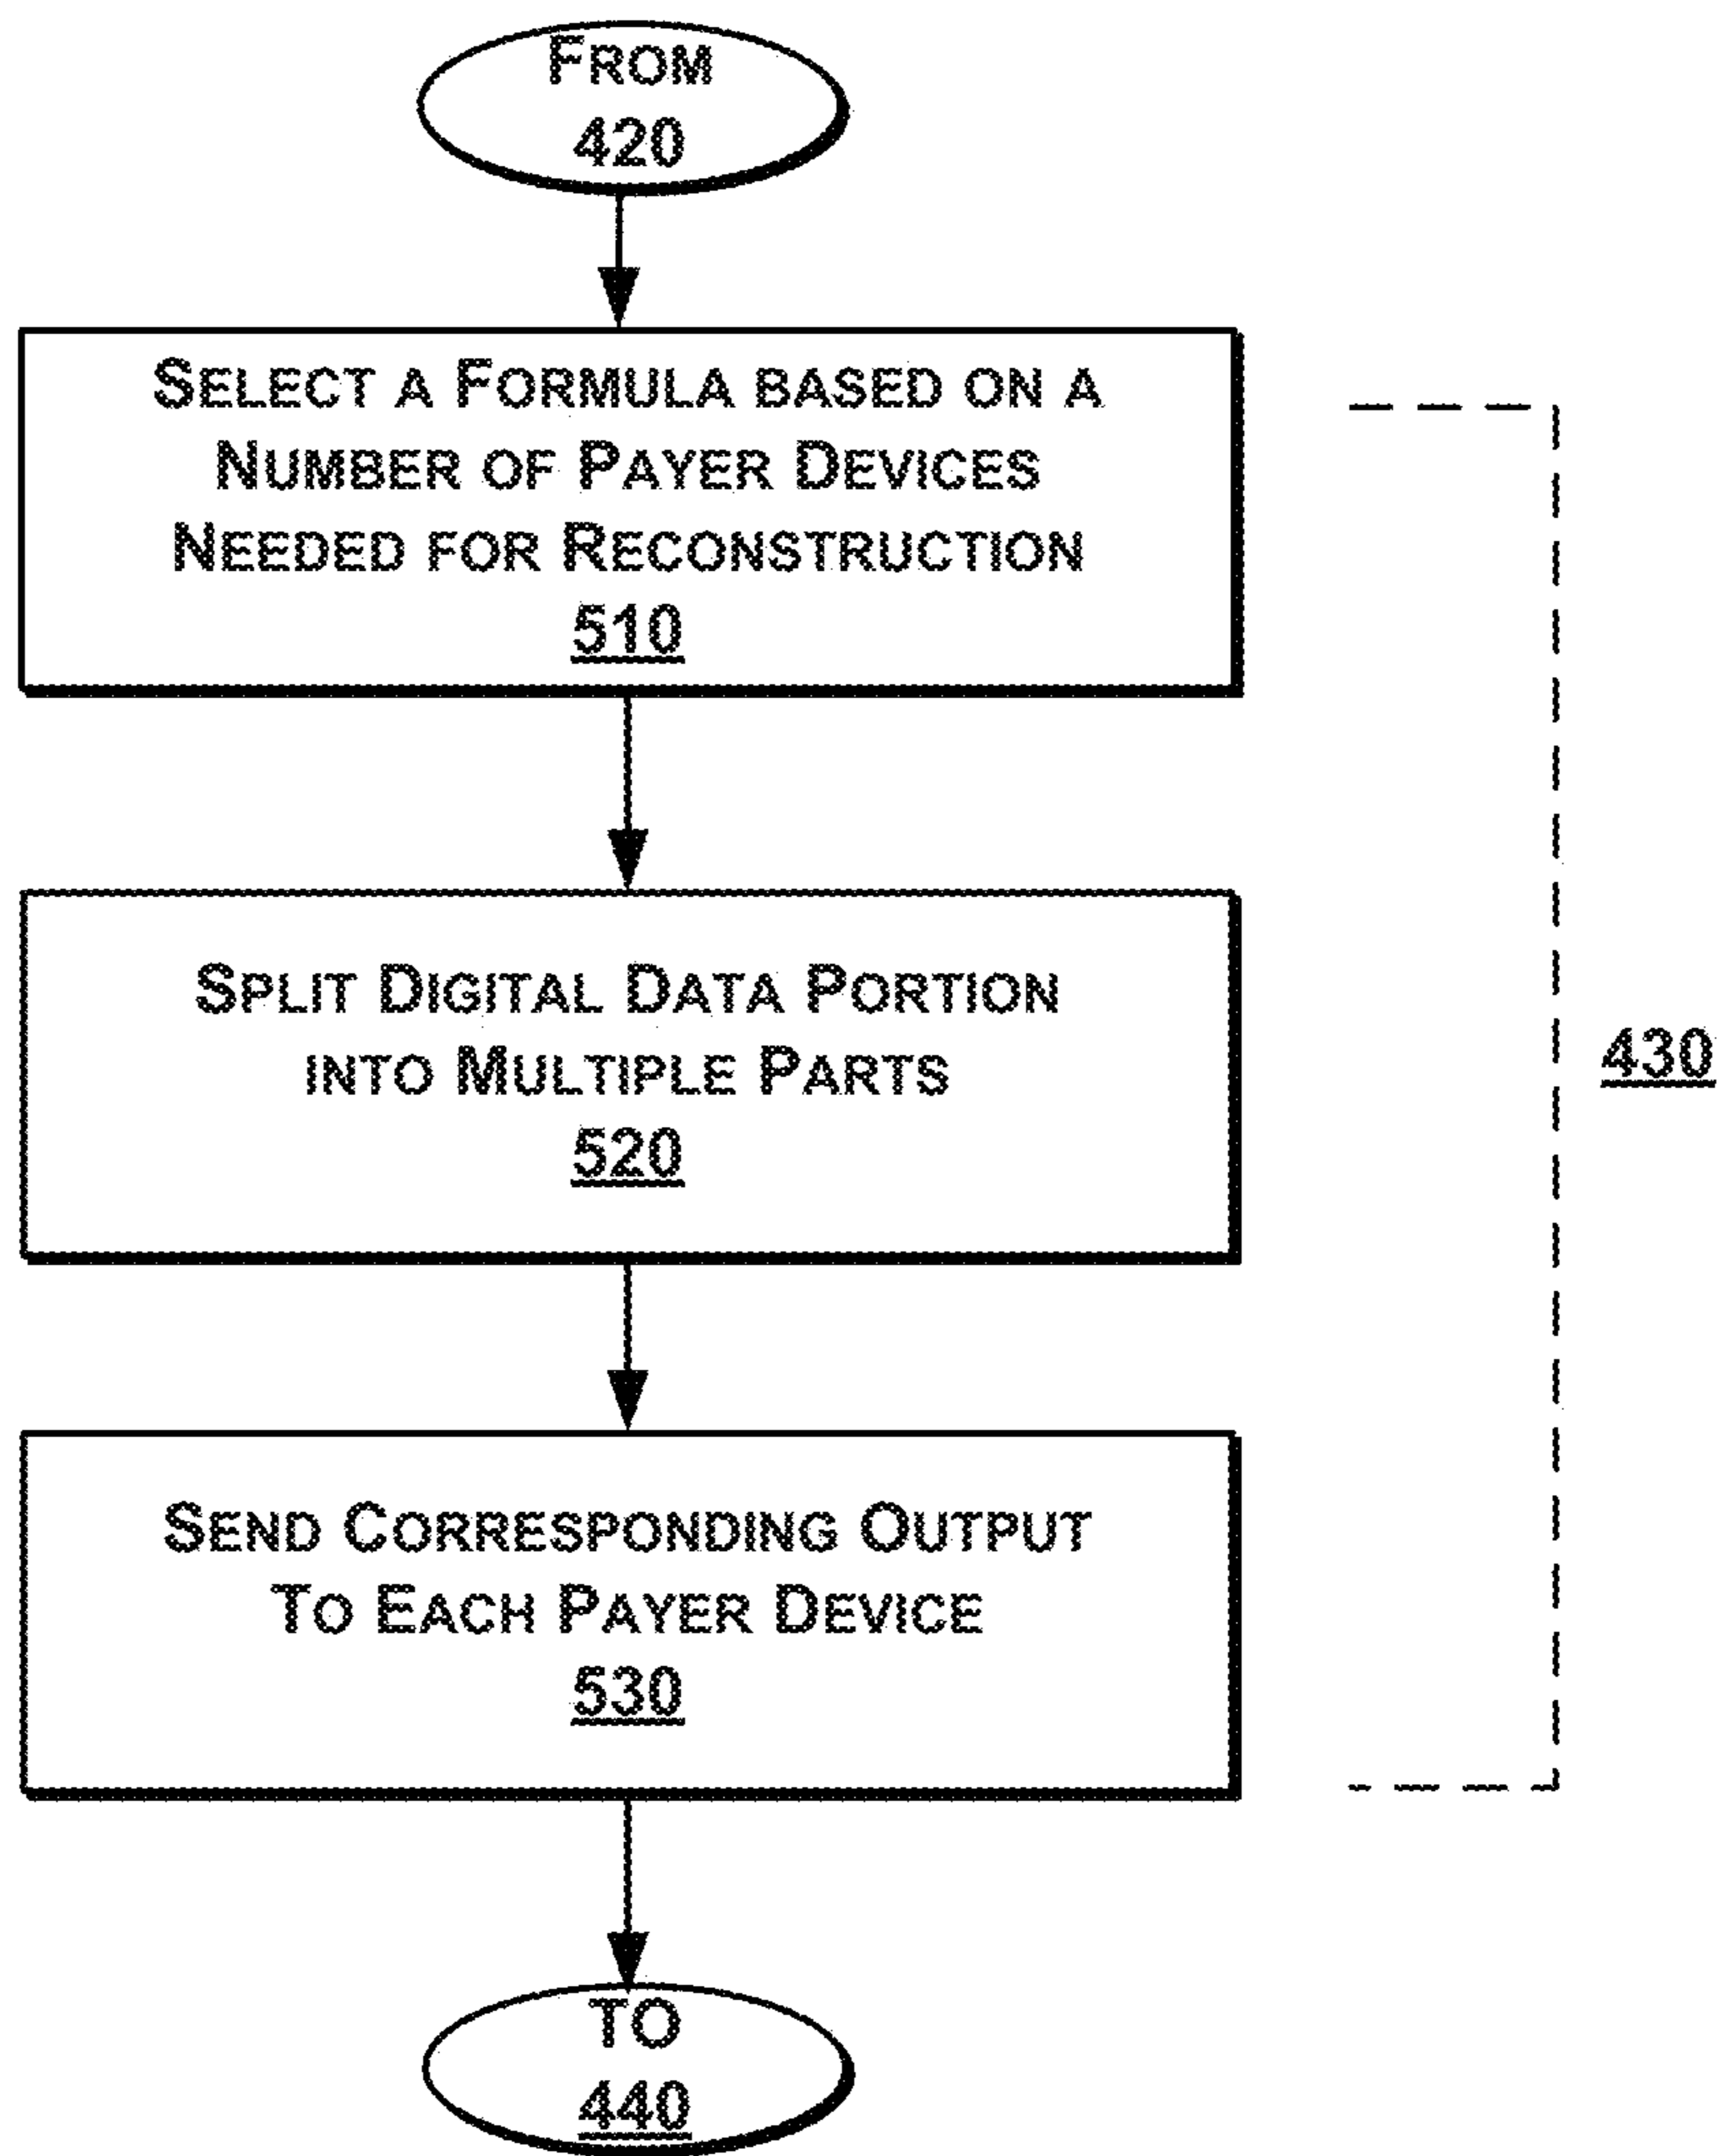 FROM
420
SELECT A FORMULA BASED ON A
NUMBER OF PAYER DEVICES
NEEDED FOR RECONSTRUCTION
510
SPLIT DIGITAL DATA PORTION
INTO MULTIPLE PARTS
520
430
SEND CORRESPONDING OUTPUT
TO EACH PAYER DEVICE
530
TO
440